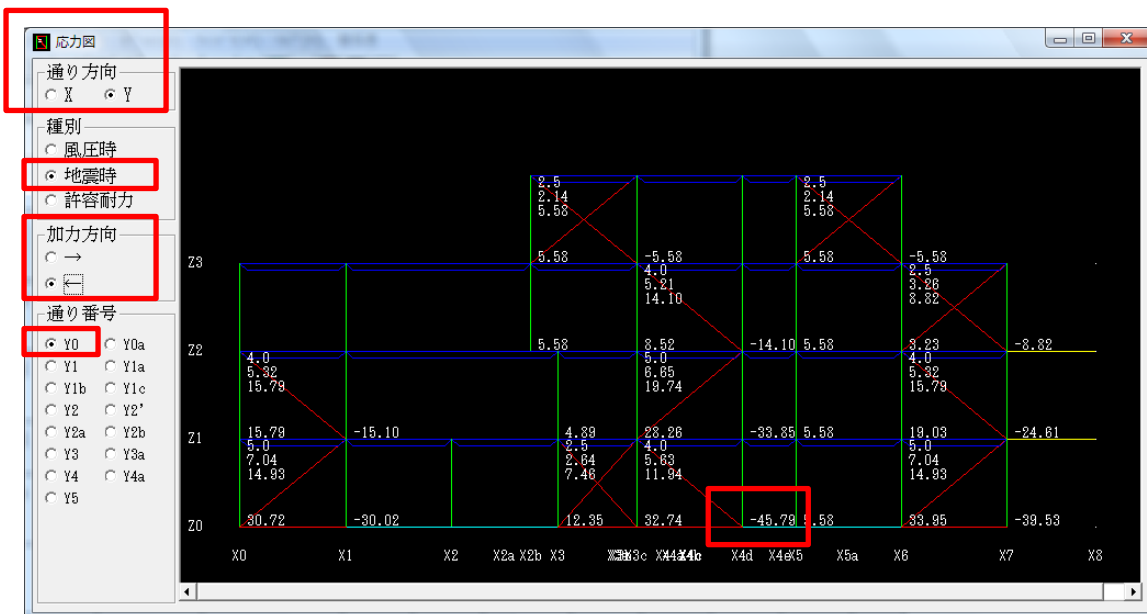 応力図
通り方向
X Y
種別
風圧時
地震時
許容耐力
加力方向
→
←
通り番号
Y0 Y0a
Y1 Y1a
Y1b Y1c
Y2 Y2'
Y2a Y2b
Y3 Y3a
Y4 Y4a
Y5
2.5 2.5
2.14 2.14
5.58 5.58
Z3 5.58 -5.58 5.58 -5.58
4.0 2.5
5.21 3.26
14.10 8.82
Z2 5.58 8.52 -14.10 5.58 3.23 -8.82
4.0 5.0 4.0
5.32 6.65 5.32
15.79 19.74 15.79
Z1 15.79 -15.10 4.89 28.26 -33.85 5.58 19.03 -24.61
5.0 2.5 4.0 5.0
7.04 2.64 5.63 7.04
14.93 7.46 11.94 14.93
Z0 30.72 -30.02 12.35 32.74 -45.79 5.58 33.95 -39.53
X0 X1 X2 X2a X2b X3 X4d X5 X5a X6 X7 X8